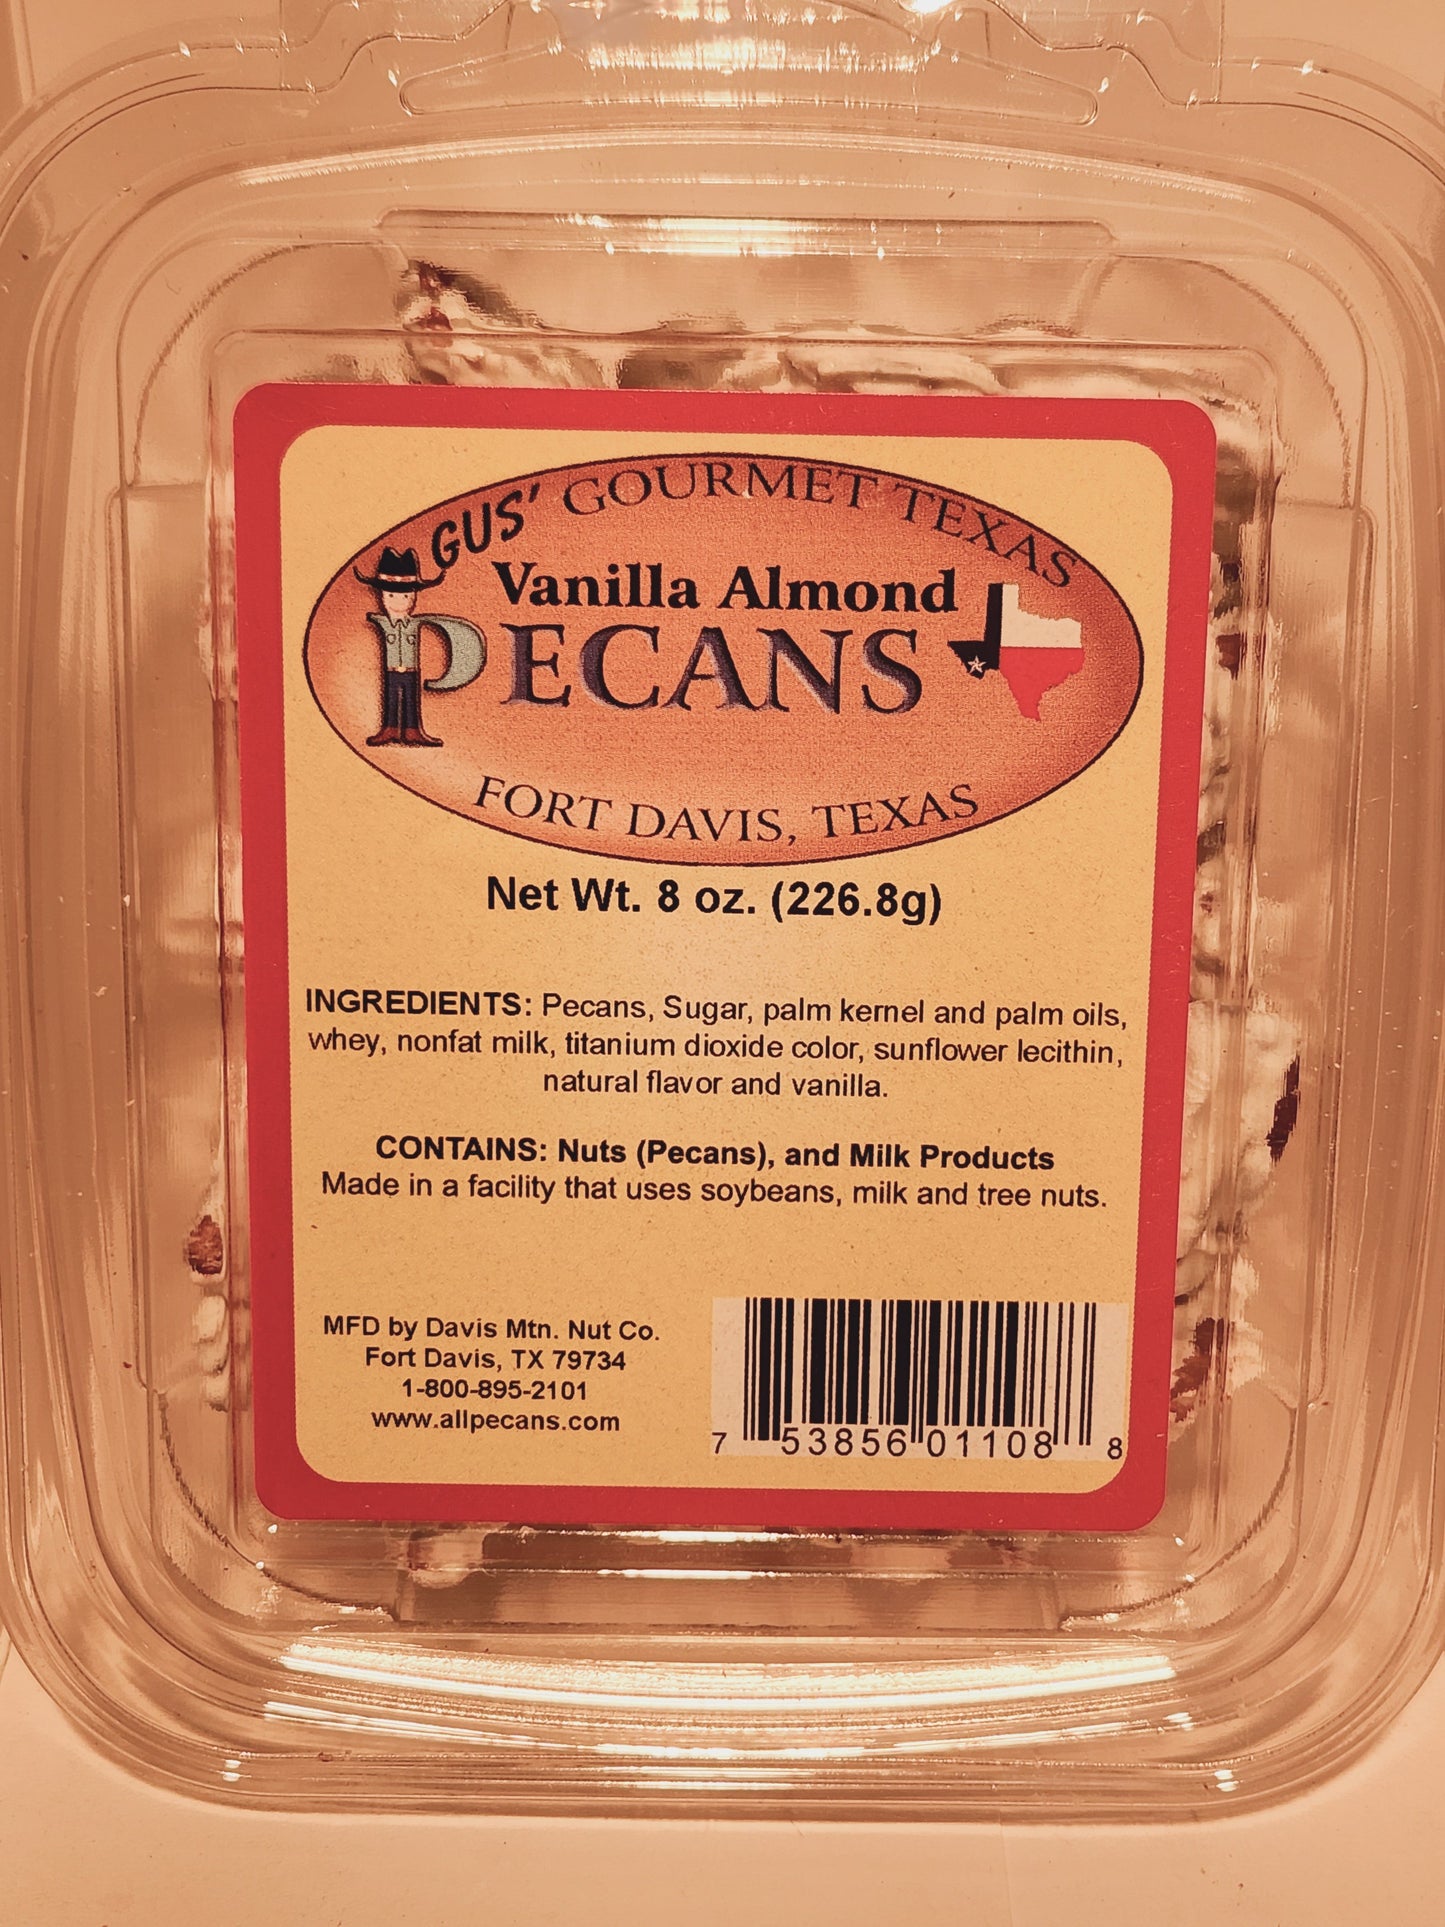 GUS' GOURMET TEXAS
Vanilla Almond
PECANS
FORT DAVIS, TEXAS
Net Wt. 8 oz. (226.8g)
INGREDIENTS: Pecans, Sugar, palm kernel and palm oils,
whey, nonfat milk, titanium dioxide color, sunflower lecithin,
natural flavor and vanilla.
CONTAINS: Nuts (Pecans), and Milk Products
Made in a facility that uses soybeans, milk and tree nuts.
MFD by Davis Mtn. Nut Co.
Fort Davis, TX 79734
1-800-895-2101
www.allpecans.com
7 53856 01108 8